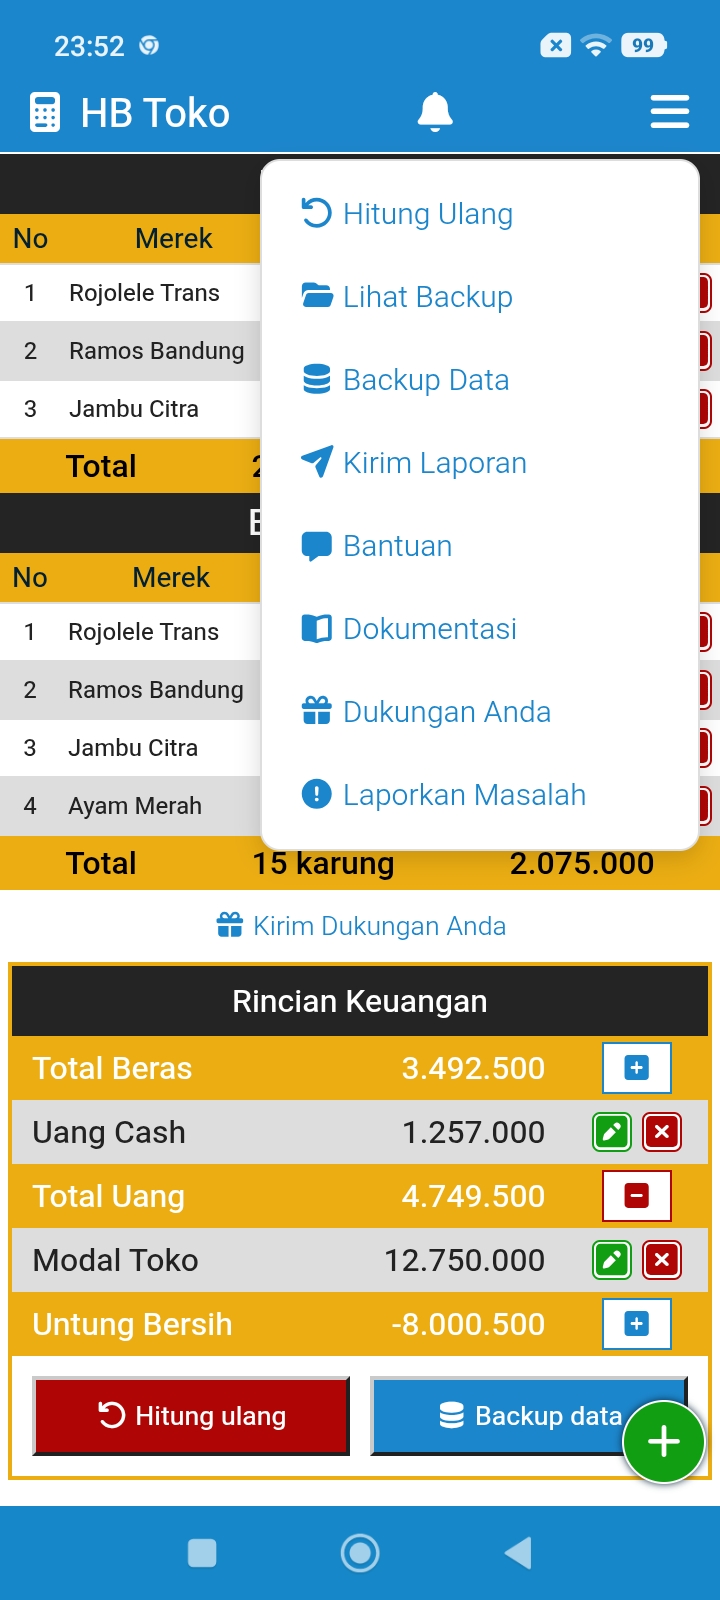 23:52
99
HB Toko
No Merek
1 Rojolele Trans
2 Ramos Bandung
3 Jambu Citra
Total
No Merek
1 Rojolele Trans
2 Ramos Bandung
3 Jambu Citra
4 Ayam Merah
Total 15 karung 2.075.000
Hitung Ulang
Lihat Backup
Backup Data
Kirim Laporan
Bantuan
Dokumentasi
Dukungan Anda
Laporkan Masalah
Kirim Dukungan Anda
Rincian Keuangan
Total Beras 3.492.500
Uang Cash 1.257.000
Total Uang 4.749.500
Modal Toko 12.750.000
Untung Bersih -8.000.500
Hitung ulang Backup data